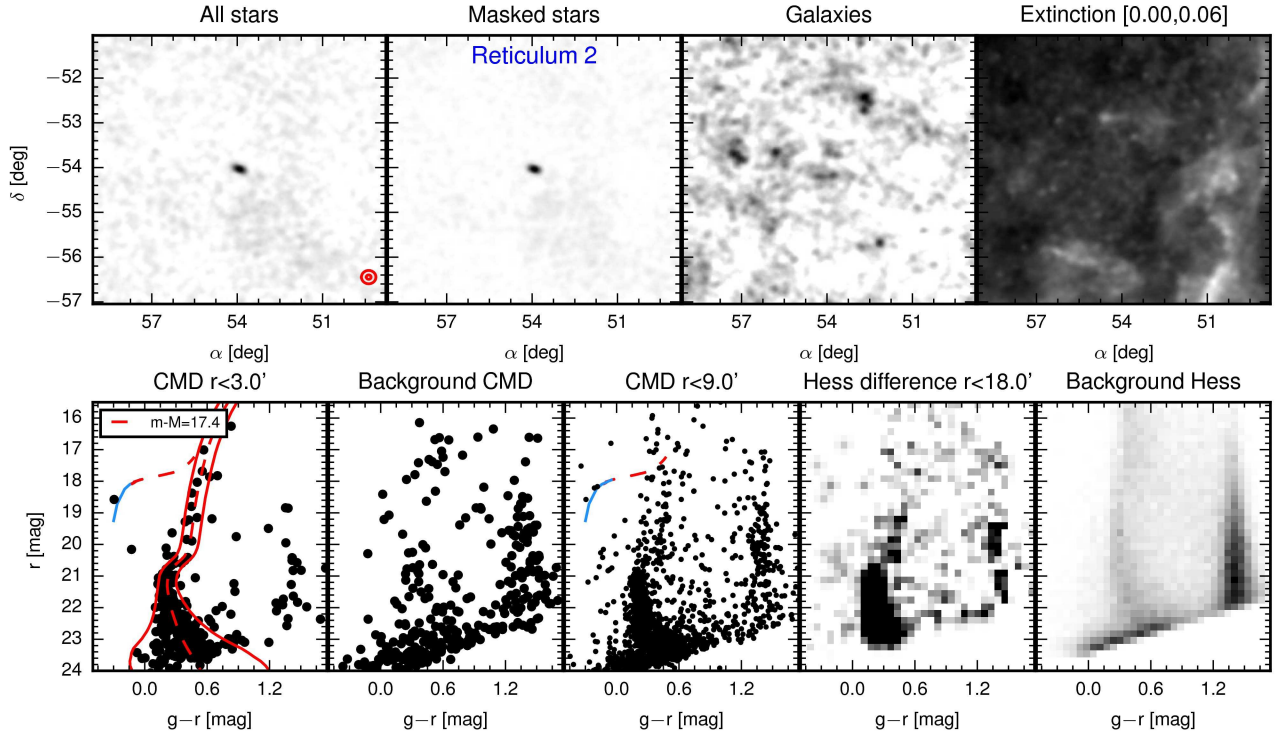 All stars
Masked stars
Galaxies
Extinction [0.00,0.06]
Reticulum 2
−52
−53
−54
−55
−56
−57
δ [deg]
57 54 51
57 54 51
57 54 51
57 54 51
α [deg]
α [deg]
α [deg]
α [deg]
CMD r<3.0'
Background CMD
CMD r<9.0'
Hess difference r<18.0'
Background Hess
m-M=17.4
16
17
18
19
20
21
22
23
24
r [mag]
0.0 0.6 1.2
0.0 0.6 1.2
0.0 0.6 1.2
0.0 0.6 1.2
0.0 0.6 1.2
g−r [mag]
g−r [mag]
g−r [mag]
g−r [mag]
g−r [mag]